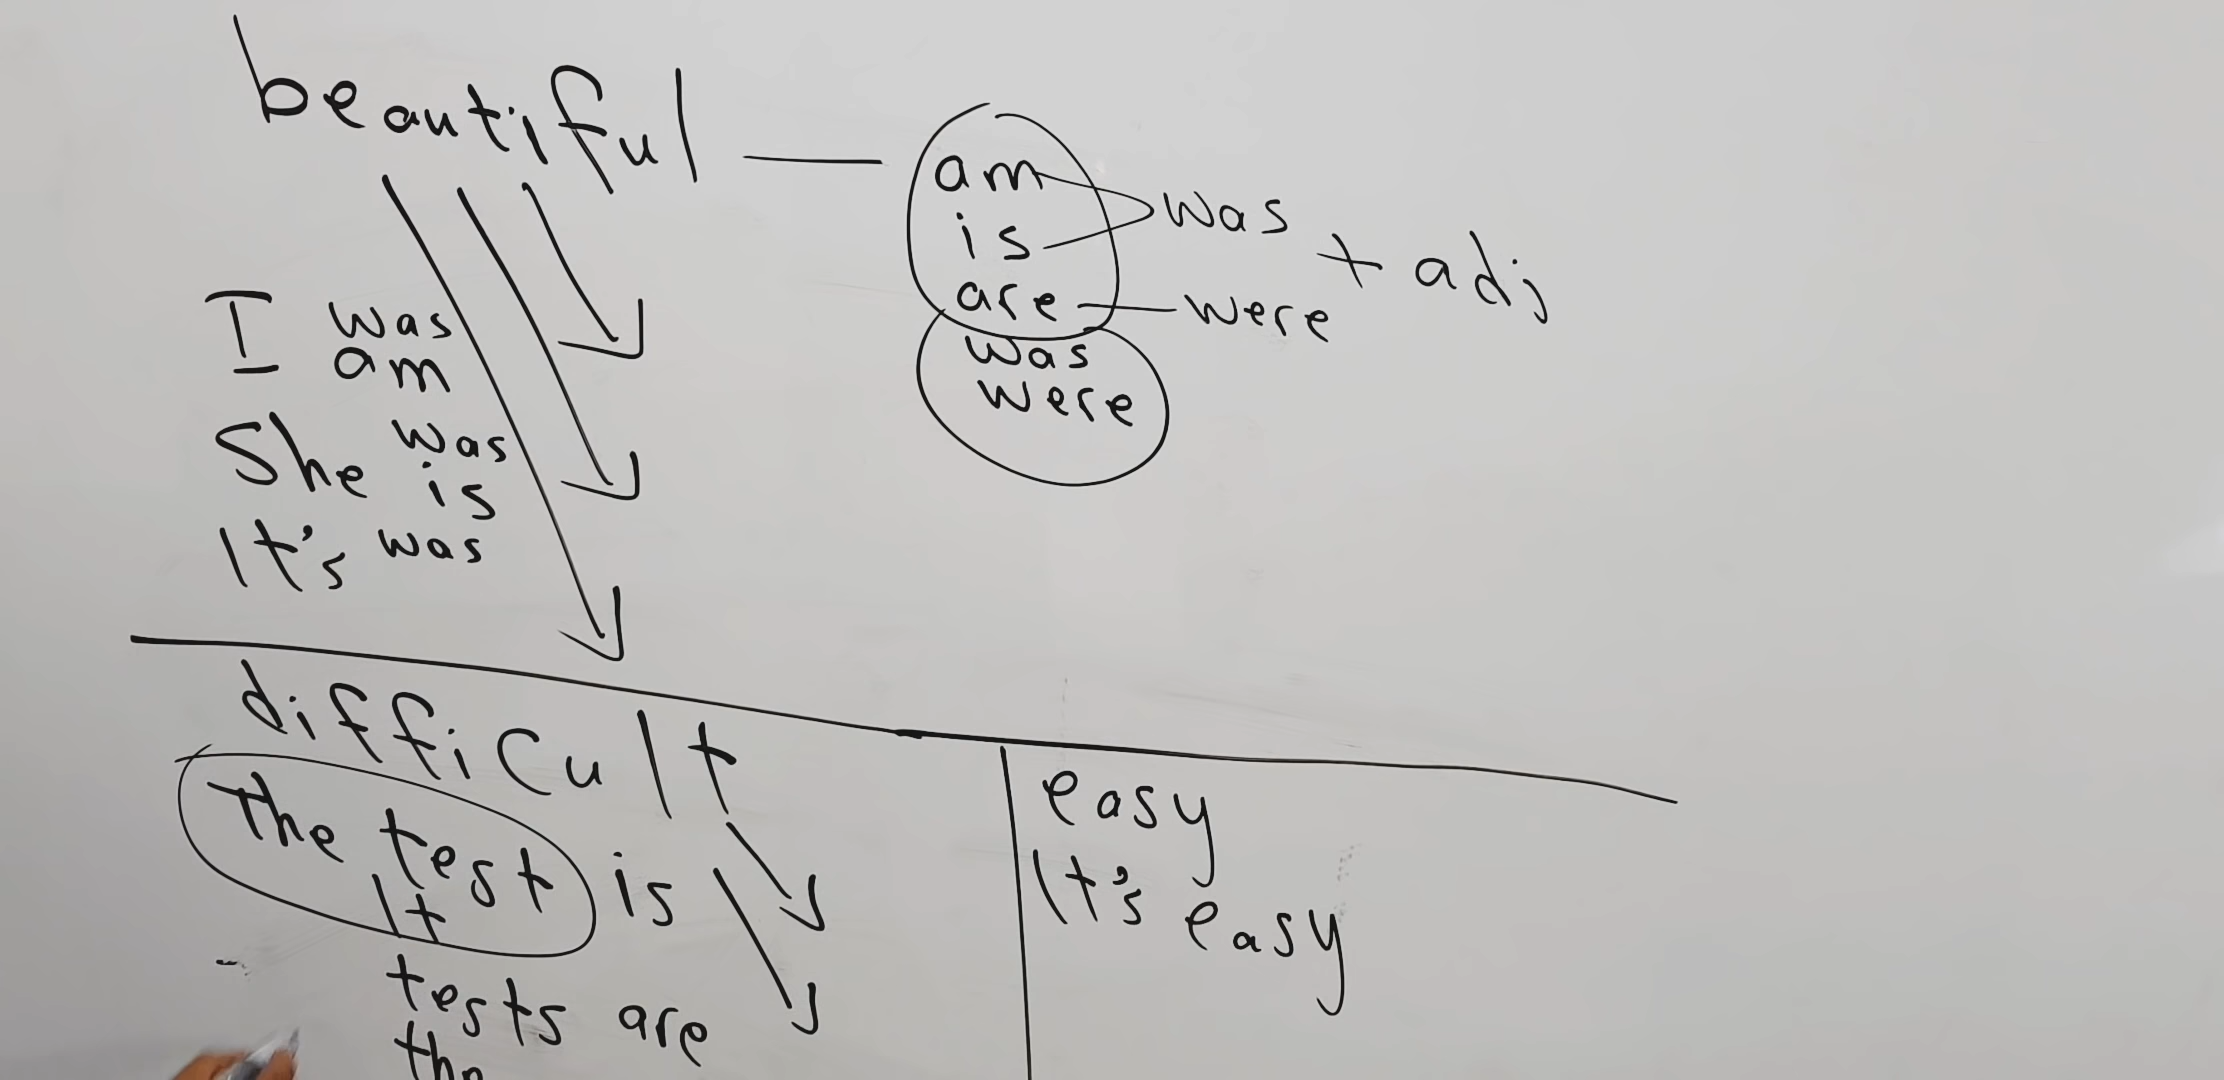 beautiful — am
is
are
was
were
was
were
+ adj
I was
am
She was
is
It's was
difficult
The test is
It
tests are
easy
It's easy